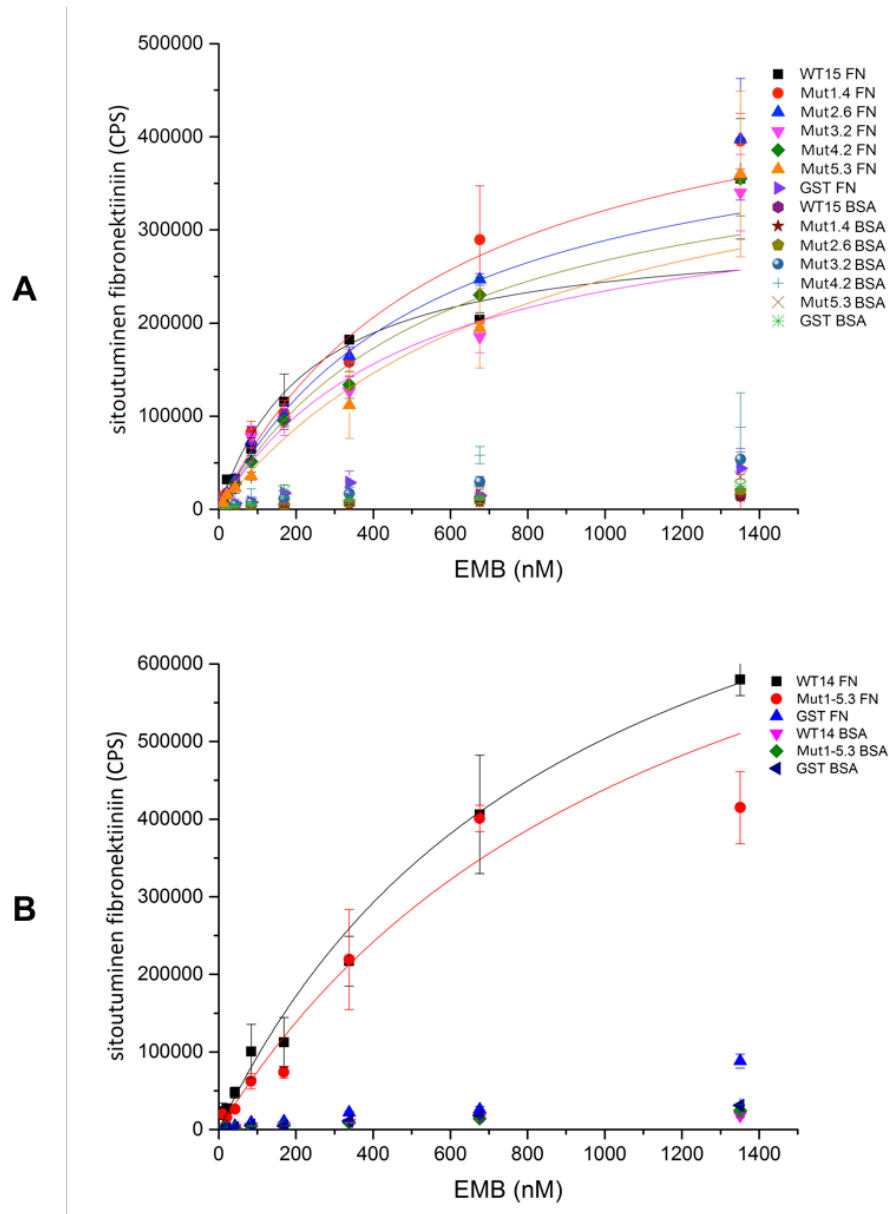 A
500000
400000
300000
200000
100000
0
sitoutuminen fibronektiiniin (CPS)
0 200 400 600 800 1000 1200 1400
EMB (nM)
WT15 FN
Mut1.4 FN
Mut2.6 FN
Mut3.2 FN
Mut4.2 FN
Mut5.3 FN
GST FN
WT15 BSA
Mut1.4 BSA
Mut2.6 BSA
Mut3.2 BSA
Mut4.2 BSA
Mut5.3 BSA
GST BSA
B
600000
500000
400000
300000
200000
100000
0
sitoutuminen fibronektiiniin (CPS)
0 200 400 600 800 1000 1200 1400
EMB (nM)
WT14 FN
Mut1-5.3 FN
GST FN
WT14 BSA
Mut1-5.3 BSA
GST BSA